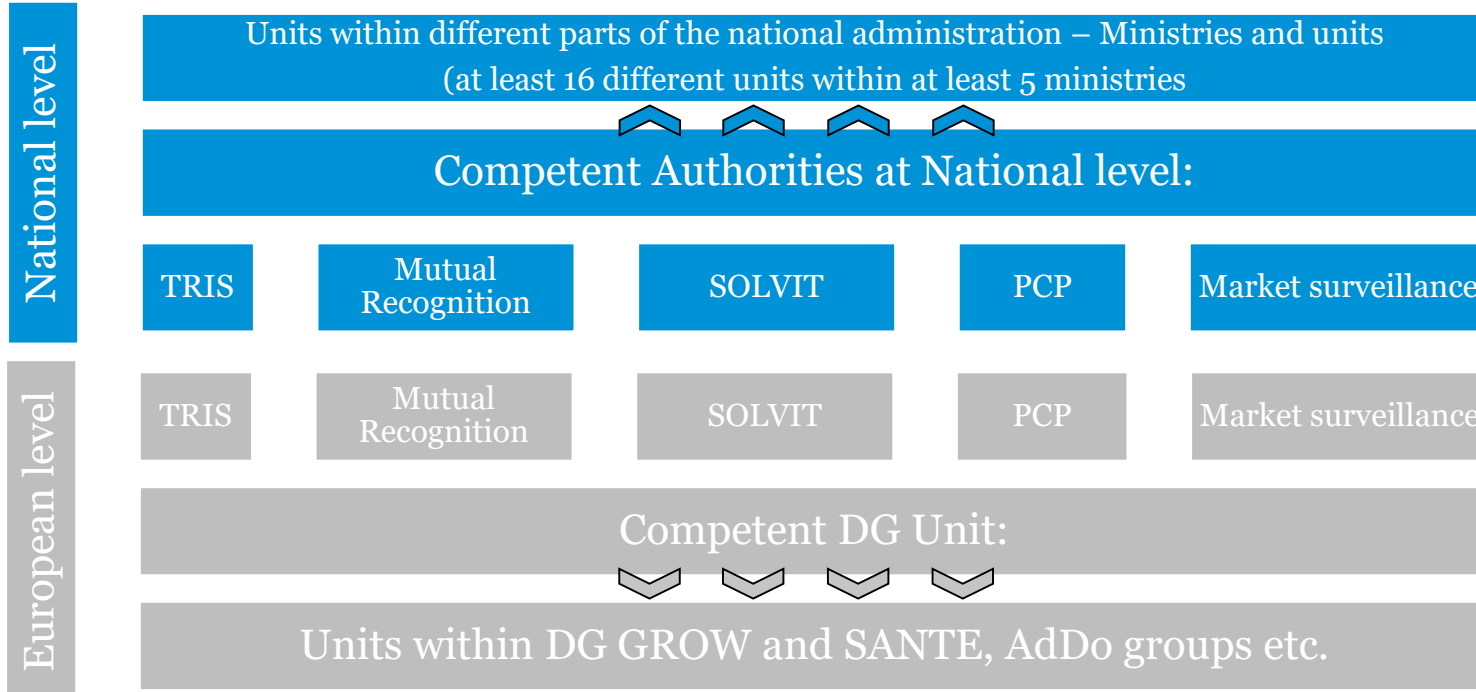 National level
Units within different parts of the national administration – Ministries and units
(at least 16 different units within at least 5 ministries
Competent Authorities at National level:
TRIS
Mutual
Recognition
SOLVIT
PCP
Market surveillance
European level
TRIS
Mutual
Recognition
SOLVIT
PCP
Market surveillance
Competent DG Unit:
Units within DG GROW and SANTE, AdDo groups etc.